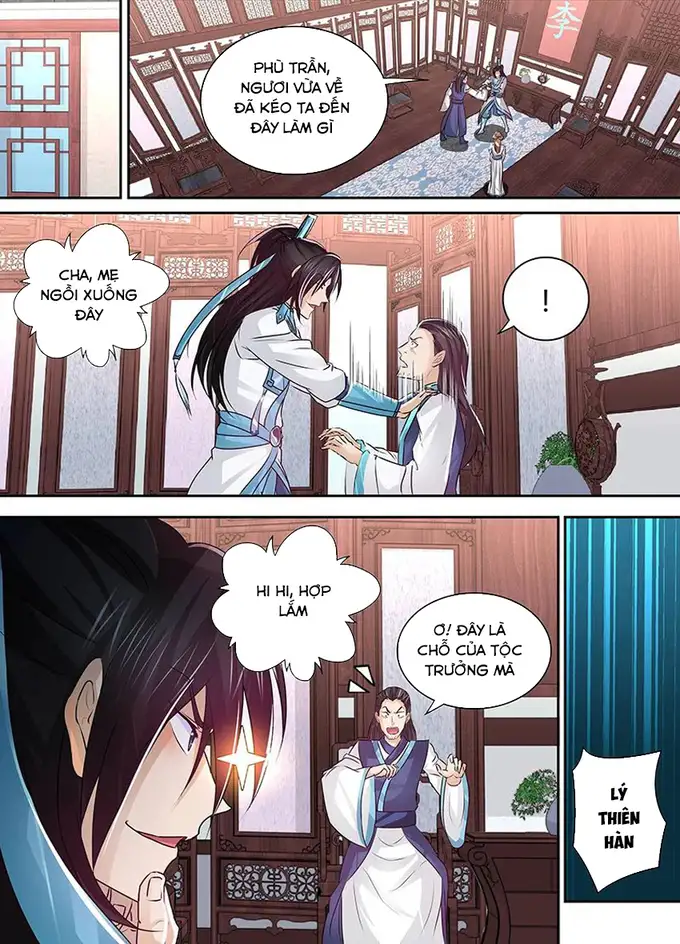 李
PHÙ TRẦN,
NGƯƠI VỪA VỀ
ĐÃ KÉO TA ĐẾN
ĐÂY LÀM GÌ
CHA, MẸ
NGỒI XUỐNG
ĐÂY
!
HI HI, HỢP
LẮM
Ơ! ĐÂY LÀ
CHỖ CỦA TỘC
TRƯỞNG MÀ
LÝ
THIÊN
HÀN